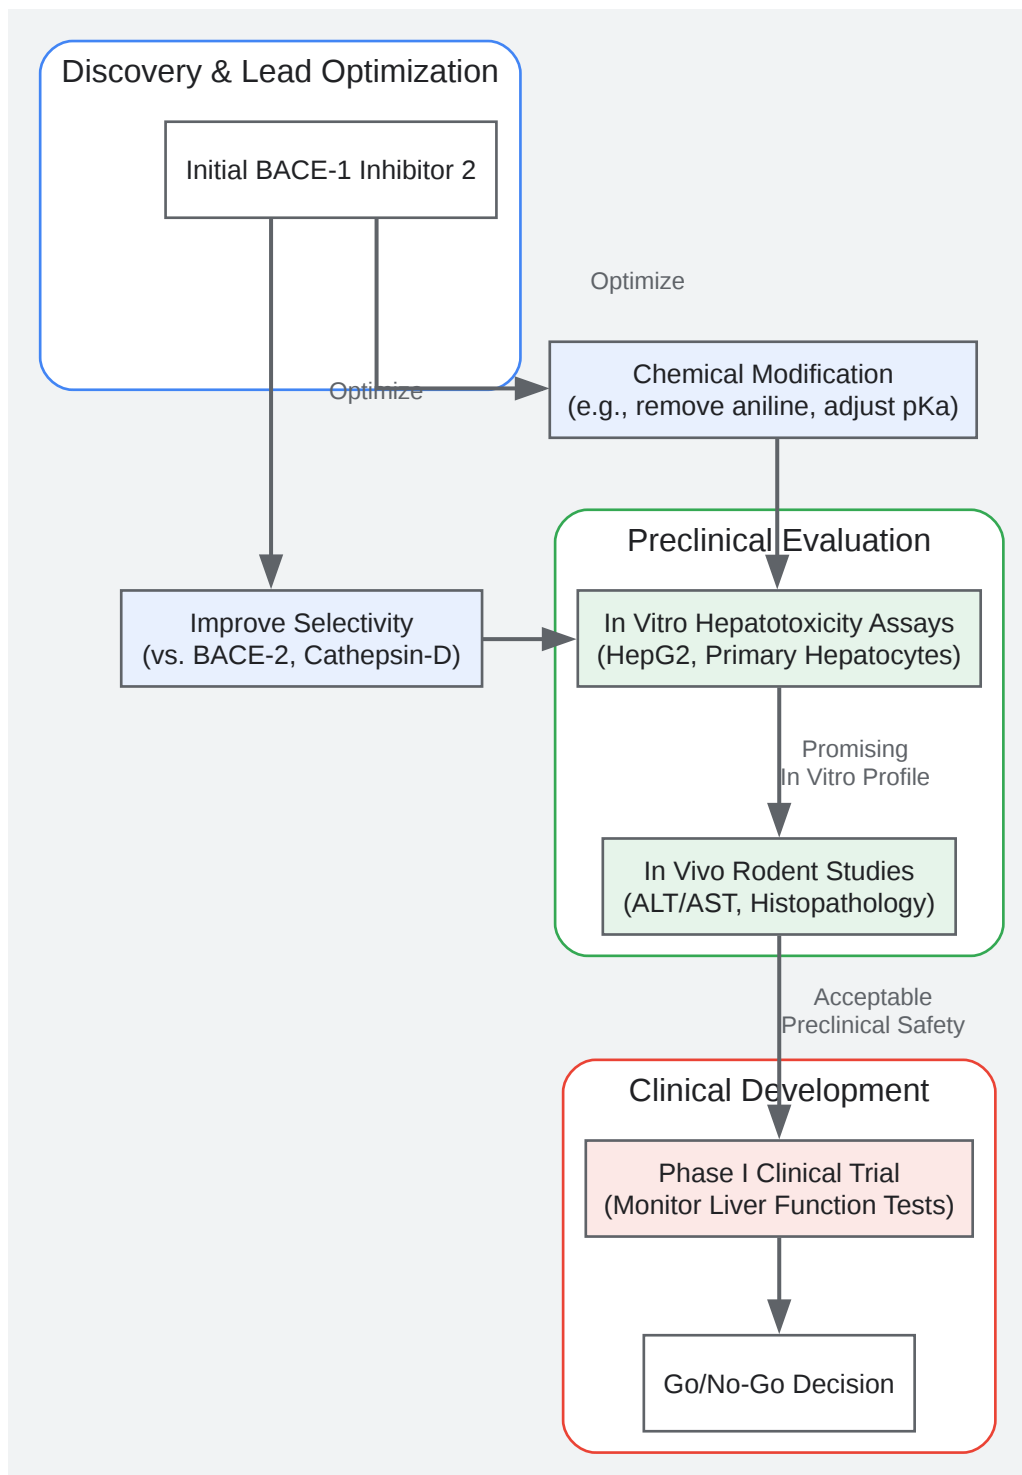 Discovery & Lead Optimization
Initial BACE-1 Inhibitor 2
Optimize
Chemical Modification
(e.g., remove aniline, adjust pKa)
Optimize
Preclinical Evaluation
Improve Selectivity
(vs. BACE-2, Cathepsin-D)
In Vitro Hepatotoxicity Assays
(HepG2, Primary Hepatocytes)
Promising
In Vitro Profile
In Vivo Rodent Studies
(ALT/AST, Histopathology)
Acceptable
Preclinical Safety
Clinical Development
Phase I Clinical Trial
(Monitor Liver Function Tests)
Go/No-Go Decision